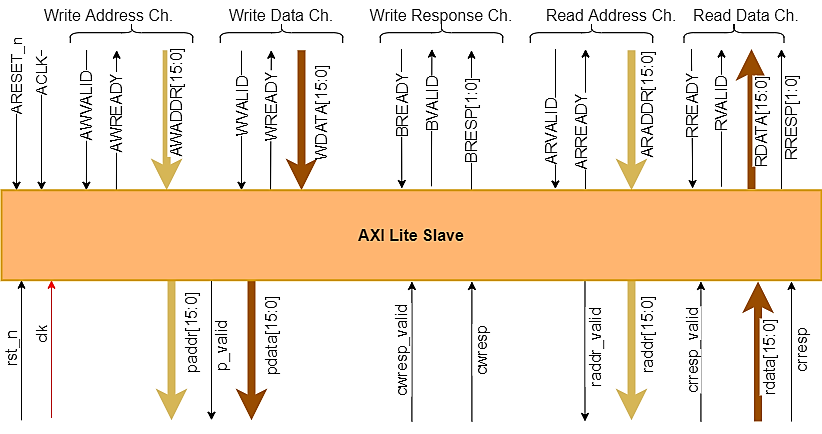 Write Address Ch.
Write Data Ch.
Write Response Ch.
Read Address Ch.
Read Data Ch.
ARESET_n
ACLK
AWVALID
AWREADY
AWADDR[15:0]
WVALID
WREADY
WDATA[15:0]
BREADY
BVALID
BRESP[1:0]
ARVALID
ARREADY
ARADDR[15:0]
RREADY
RVALID
RDATA[15:0]
RRESP[1:0]
AXI Lite Slave
rst_n
clk
paddr[15:0]
p_valid
pdata[15:0]
cwresp_valid
cwresp
raddr_valid
raddr[15:0]
crresp_valid
rdata[15:0]
crresp